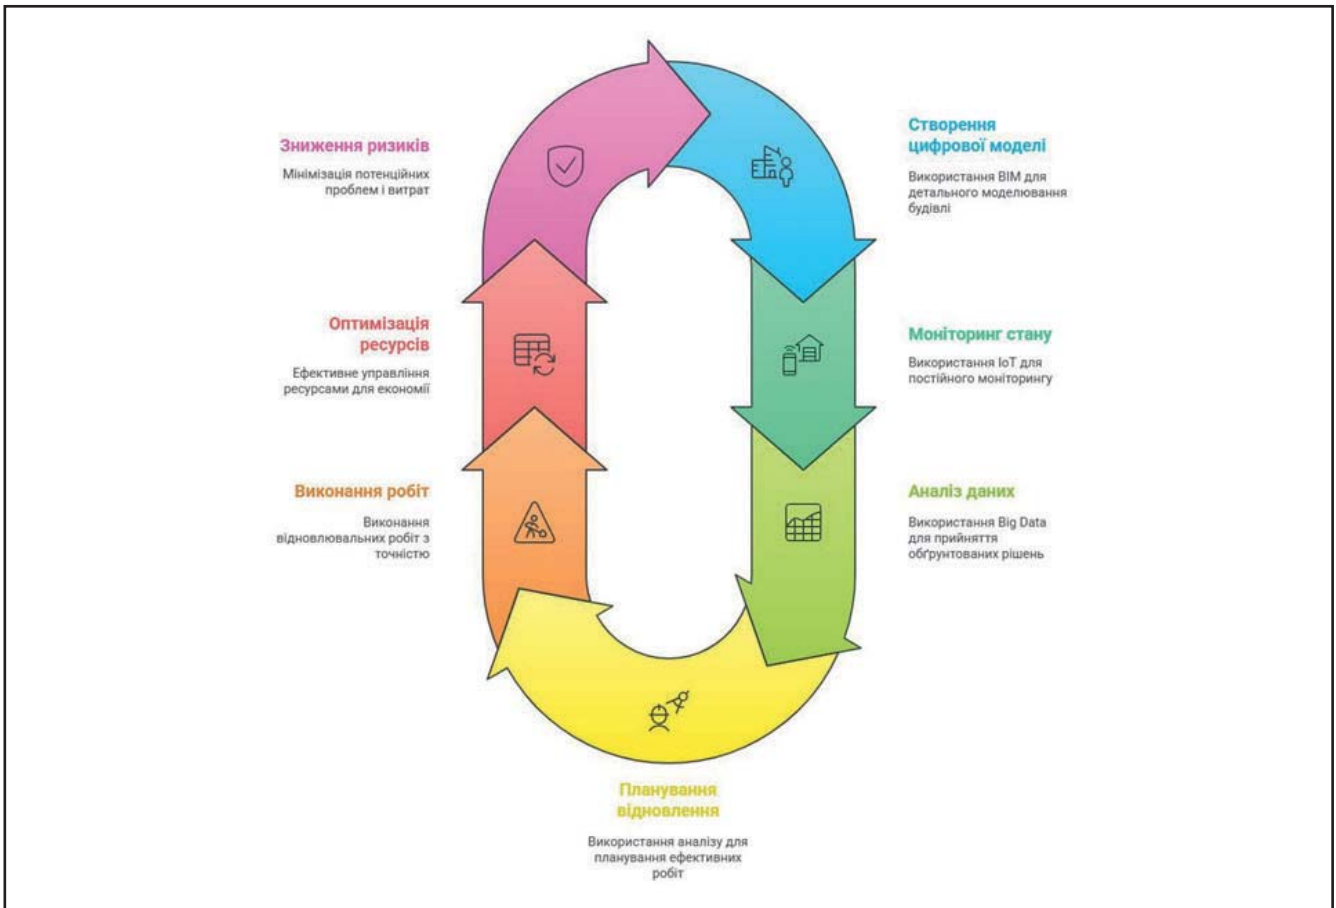 Зниження ризиків
Мінімізація потенційних
проблем і витрат
Створення
цифрової моделі
Використання BIM для
детального моделювання
будівлі
Оптимізація
ресурсів
Ефективне управління
ресурсами для економії
Моніторинг стану
Використання IoT для
постійного моніторингу
Виконання робіт
Виконання
відновлювальних робіт з
точністю
Аналіз даних
Використання Big Data
для прийняття
обґрунтованих рішень
Планування
відновлення
Використання аналізу для
планування ефективних
робіт